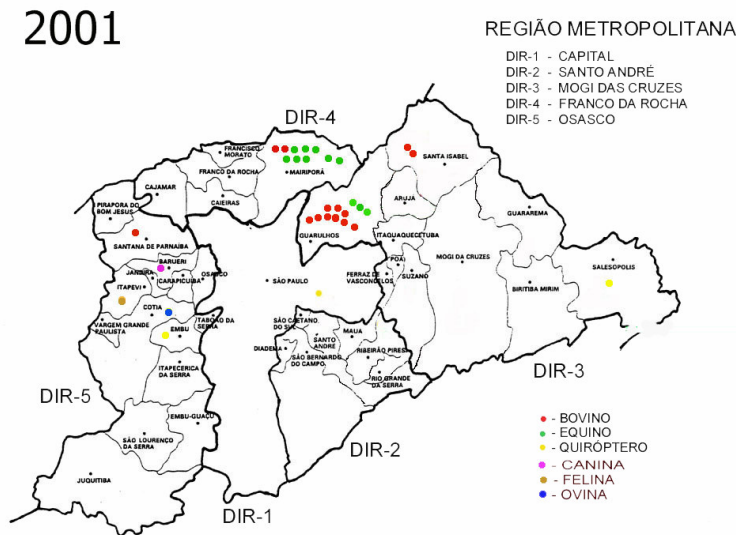 2001
REGIÃO METROPOLITANA
DIR-1 - CAPITAL
DIR-2 - SANTO ANDRÉ
DIR-3 - MOGI DAS CRUZES
DIR-4 - FRANCO DA ROCHA
DIR-5 - OSASCO
DIR-4
FRANCISCO
MORATO
FRANCO DA ROCHA
MAIRIPORÃ
SANTA ISABEL
CAJAMAR
CAIEIRAS
PIRAPORA DO
BOM JESUS
ARUJÁ
GUARAREMA
SANTANA DE PARNAÍBA
GUARULHOS
ITAQUAQUECETUBA
BARUERI
JANDIRA
CARAPICUIBA
OSASCO
ITAPEVI
SÃO PAULO
FERRAZ DE
VASCONCELOS
POÁ
SUZANO
MOGI DA CRUZES
BIRITIBA MIRIM
SALESÓPOLIS
COTIA
VARGEM GRANDE
PAULISTA
EMBU
TABOÃO DA
SERRA
SÃO CAETANO
DO SUL
DIADEMA
SANTO
ANDRÉ
MAUA
SÃO BERNARDO
DO CAMPO
RIBEIRÃO PIRES
RIO GRANDE
DA SERRA
ITAPECERICA
DA SERRA
DIR-3
DIR-5
EMBU-GUAÇU
SÃO LOURENÇO
DA SERRA
DIR-2
JUQUITIBA
DIR-1
- BOVINO
- EQUINO
- QUIRÓPTERO
- CANINA
- FELINA
- OVINA